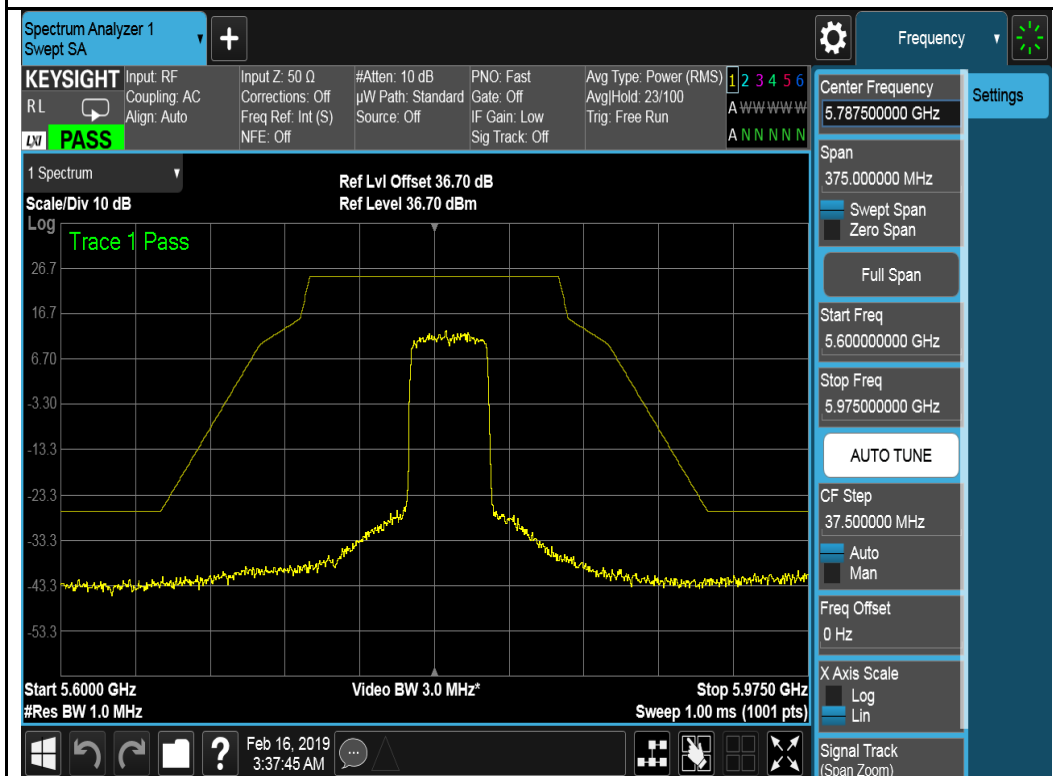 Spectrum Analyzer 1
Swept SA
+
Frequency
KEYSIGHT
RL
LXI PASS
Input: RF
Coupling: AC
Align: Auto
Input Z: 50 Ω
Corrections: Off
Freq Ref: Int (S)
NFE: Off
#Atten: 10 dB
µW Path: Standard
Source: Off
PNO: Fast
Gate: Off
IF Gain: Low
Sig Track: Off
Avg Type: Power (RMS)
Avg|Hold: 23/100
Trig: Free Run
1 2 3 4 5 6
A W W W W W
A N N N N N
Center Frequency
5.787500000 GHz
Settings
Span
375.000000 MHz
Swept Span
Zero Span
Full Span
Start Freq
5.600000000 GHz
Stop Freq
5.975000000 GHz
AUTO TUNE
CF Step
37.500000 MHz
Auto
Man
Freq Offset
0 Hz
X Axis Scale
Log
Lin
Signal Track
(Span Zoom)
1 Spectrum
Scale/Div 10 dB
Ref Lvl Offset 36.70 dB
Ref Level 36.70 dBm
Log
Trace 1 Pass
26.7
16.7
6.70
-3.30
-13.3
-23.3
-33.3
-43.3
-53.3
Start 5.6000 GHz
#Res BW 1.0 MHz
Video BW 3.0 MHz*
Stop 5.9750 GHz
Sweep 1.00 ms (1001 pts)
?
Feb 16, 2019
3:37:45 AM